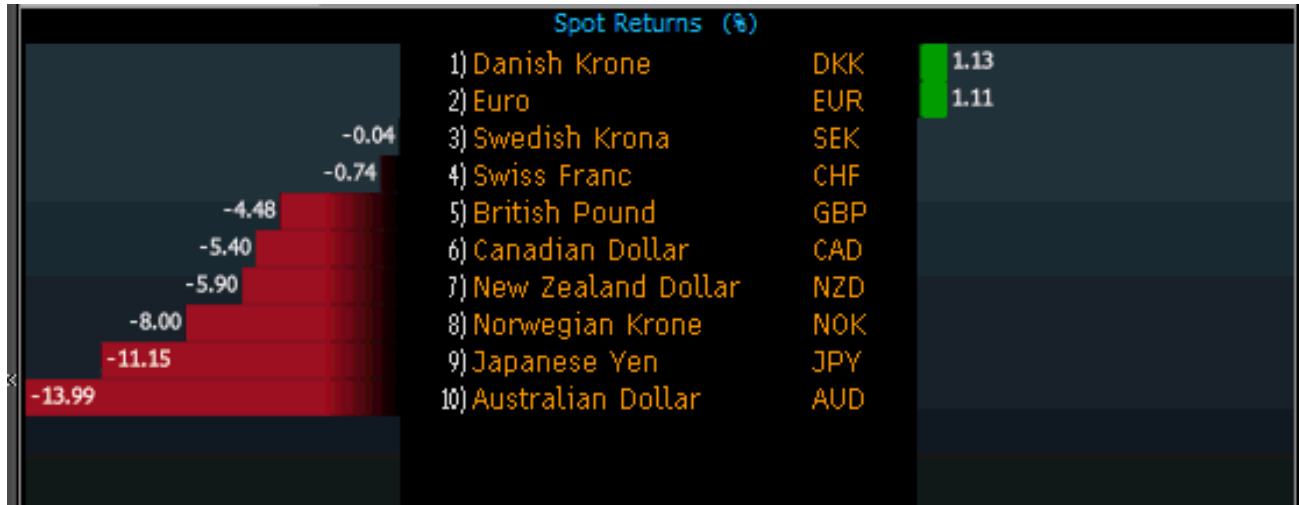 Spot Returns (%)
1) Danish Krone DKK 1.13
2) Euro EUR 1.11
-0.04 3) Swedish Krona SEK
-0.74 4) Swiss Franc CHF
-4.48 5) British Pound GBP
-5.40 6) Canadian Dollar CAD
-5.90 7) New Zealand Dollar NZD
-8.00 8) Norwegian Krone NOK
-11.15 9) Japanese Yen JPY
-13.99 10) Australian Dollar AUD